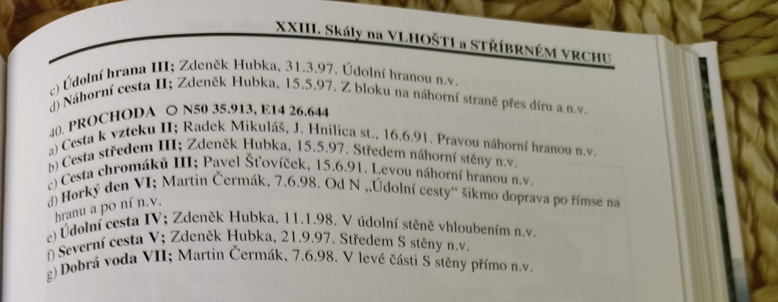 XXIII. Skály na VLHOŠTI a STŘÍBRNÉM VRCHU
c) Údolní hrana III; Zdeněk Hubka, 31.3.97. Údolní hranou n.v.
d) Náhorní cesta II; Zdeněk Hubka, 15.5.97. Z bloku na náhorní straně přes díru a n.v.
40. PROCHODA O N50 35.913, E14 26.644
a) Cesta k vzteku II; Radek Mikuláš, J. Hnilica st., 16.6.91. Pravou náhorní hranou n.v.
b) Cesta středem III; Zdeněk Hubka, 15.5.97. Středem náhorní stěny n.v.
c) Cesta chromáků III; Pavel Šťovíček, 15.6.91. Levou náhorní hranou n.v.
d) Horký den VI; Martin Čermák, 7.6.98. Od N „Údolní cesty“ šikmo doprava po římse na
hranu a po ní n.v.
e) Údolní cesta IV; Zdeněk Hubka, 11.1.98. V údolní stěně vhloubením n.v.
f) Severní cesta V; Zdeněk Hubka, 21.9.97. Středem S stěny n.v.
g) Dobrá voda VII; Martin Čermák, 7.6.98. V levé části S stěny přímo n.v.